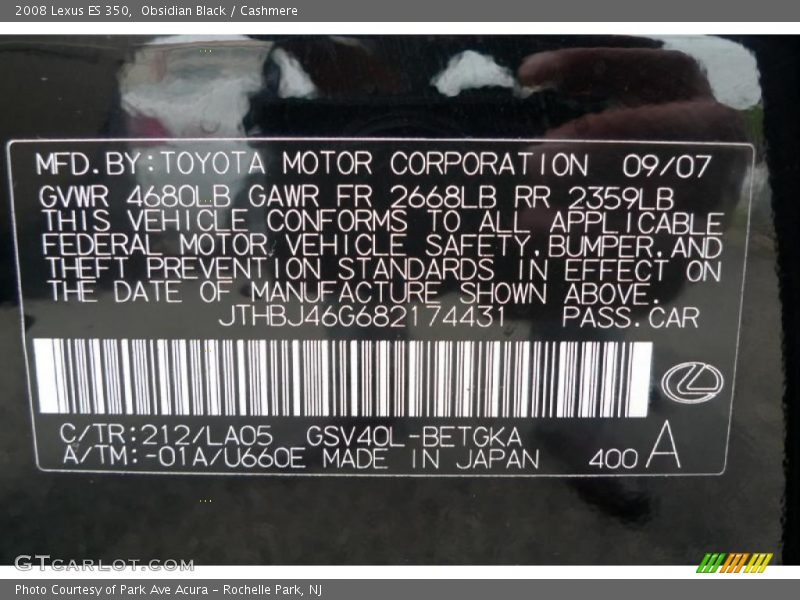 2008 Lexus ES 350, Obsidian Black / Cashmere
MFD.BY:TOYOTA MOTOR CORPORATION 09/07
GVWR 4680LB GAWR FR 2668LB RR 2359LB
THIS VEHICLE CONFORMS TO ALL APPLICABLE
FEDERAL MOTOR VEHICLE SAFETY,BUMPER,AND
THEFT PREVENTION STANDARDS IN EFFECT ON
THE DATE OF MANUFACTURE SHOWN ABOVE.
JTHBJ46G682174431 PASS.CAR
C/TR:212/LA05 GSV40L-BETGKA
A/TM:-01A/U660E MADE IN JAPAN 400 A
GTCARLOT.COM
Photo Courtesy of Park Ave Acura - Rochelle Park, NJ